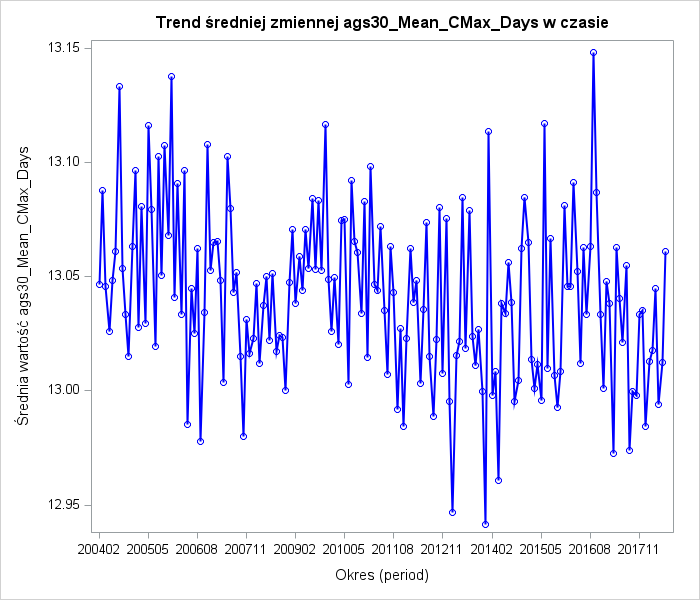 Trend średniej zmiennej ags30_Mean_CMax_Days w czasie
Średnia wartość ags30_Mean_CMax_Days
13.15
13.10
13.05
13.00
12.95
200402 200505 200608 200711 200902 201005 201108 201211 201402 201505 201608 201711
Okres (period)